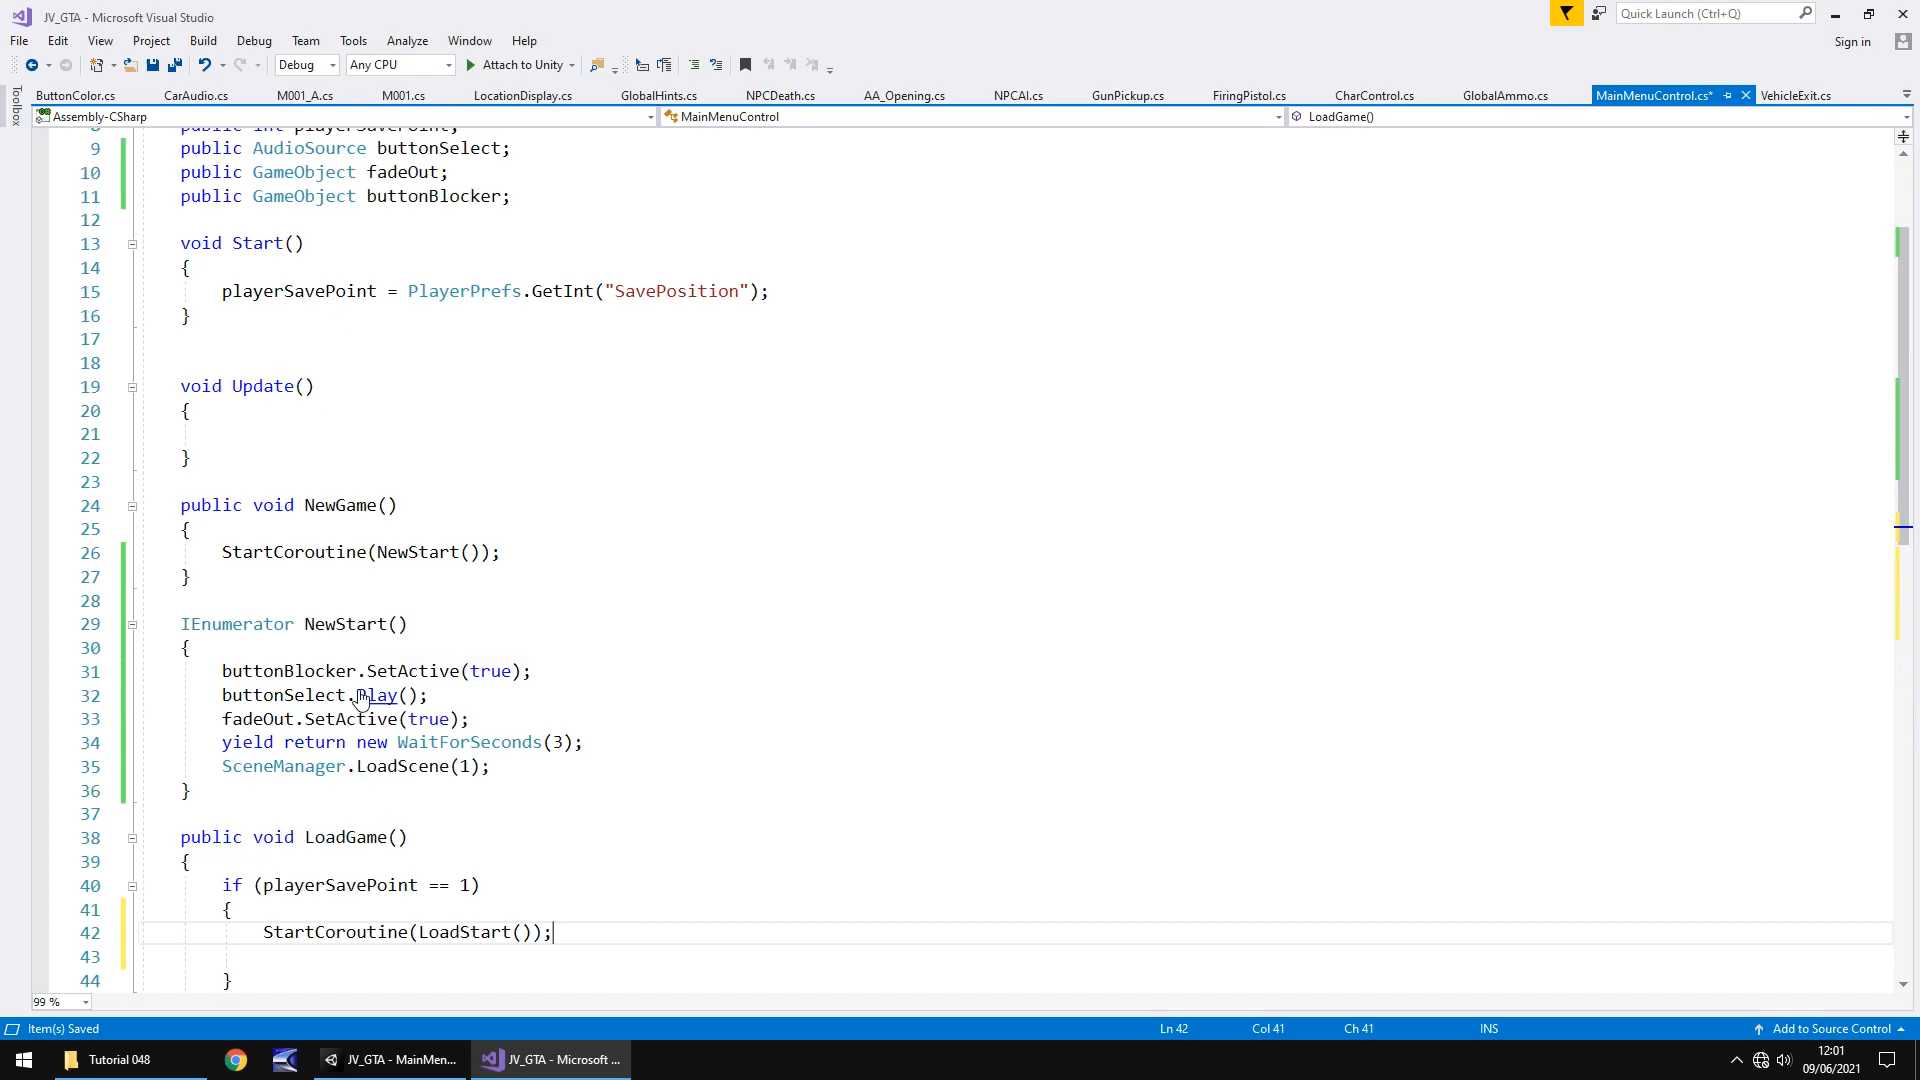 JV_GTA - Microsoft Visual Studio
Quick Launch (Ctrl+Q)
File Edit View Project Build Debug Team Tools Analyze Window Help
Sign in
Debug Any CPU Attach to Unity
Toolbox
ButtonColor.cs CarAudio.cs M001_A.cs M001.cs LocationDisplay.cs GlobalHints.cs NPCDeath.cs AA_Opening.cs NPCAI.cs GunPickup.cs FiringPistol.cs CharControl.cs GlobalAmmo.cs MainMenuControl.cs* VehicleExit.cs
Assembly-CSharp MainMenuControl LoadGame()
8 public int playerSavePoint;
9 public AudioSource buttonSelect;
10 public GameObject fadeOut;
11 public GameObject buttonBlocker;
12
13 void Start()
14 {
15 playerSavePoint = PlayerPrefs.GetInt("SavePosition");
16 }
17
18
19 void Update()
20 {
21
22 }
23
24 public void NewGame()
25 {
26 StartCoroutine(NewStart());
27 }
28
29 IEnumerator NewStart()
30 {
31 buttonBlocker.SetActive(true);
32 buttonSelect.Play();
33 fadeOut.SetActive(true);
34 yield return new WaitForSeconds(3);
35 SceneManager.LoadScene(1);
36 }
37
38 public void LoadGame()
39 {
40 if (playerSavePoint == 1)
41 {
42 StartCoroutine(LoadStart());
43
44 }
99 %
Item(s) Saved Ln 42 Col 41 Ch 41 INS Add to Source Control
Tutorial 048 JV_GTA - MainMen... JV_GTA - Microsoft ... 12:01
09/06/2021